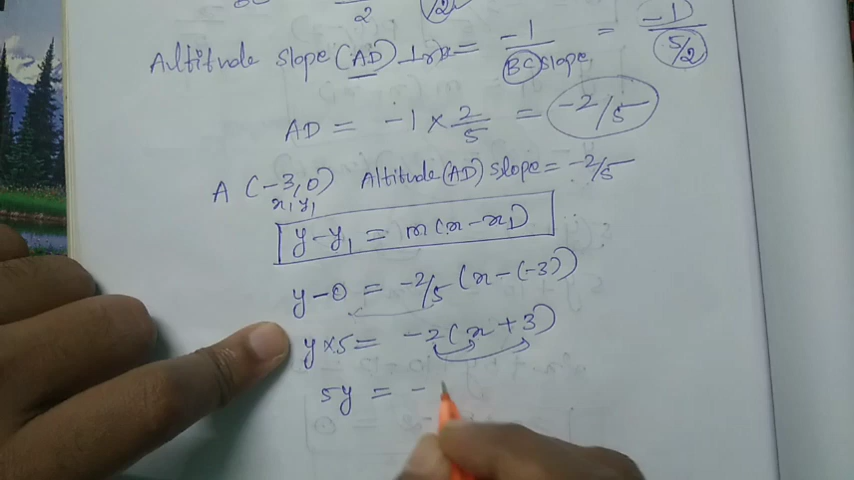 2
Altitude slope (AD) ⊥r = -1/BC slope = -1/5/2
AD = -1 × 2/5 = -2/5
A (-3, 0) Altitude (AD) slope = -2/5
x₁ y₁
y - y₁ = m(x - x₁)
y - 0 = -2/5 (x - (-3))
y × 5 = -2(x + 3)
5y = -